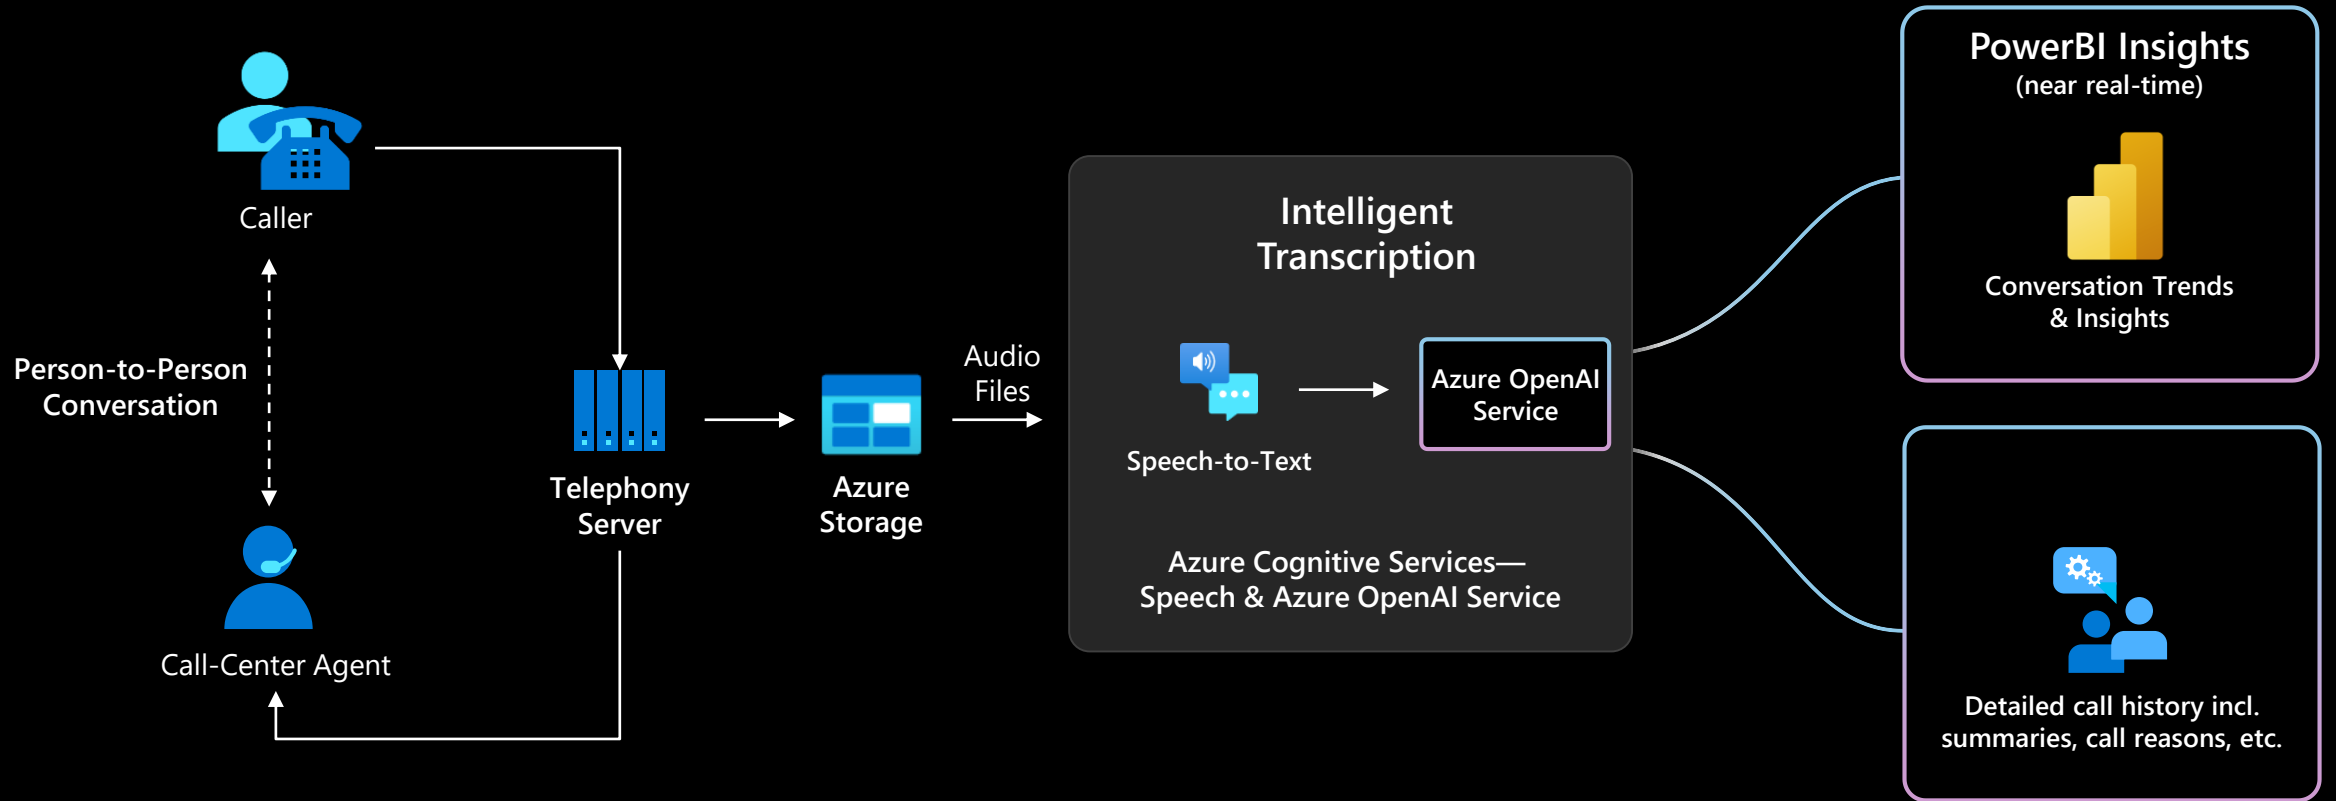 Caller
Person-to-Person
Conversation
Call-Center Agent
Telephony
Server
Azure
Storage
Audio
Files
Intelligent
Transcription
Speech-to-Text
Azure OpenAI
Service
Azure Cognitive Services—
Speech & Azure OpenAI Service
PowerBI Insights
(near real-time)
Conversation Trends
& Insights
Detailed call history incl.
summaries, call reasons, etc.